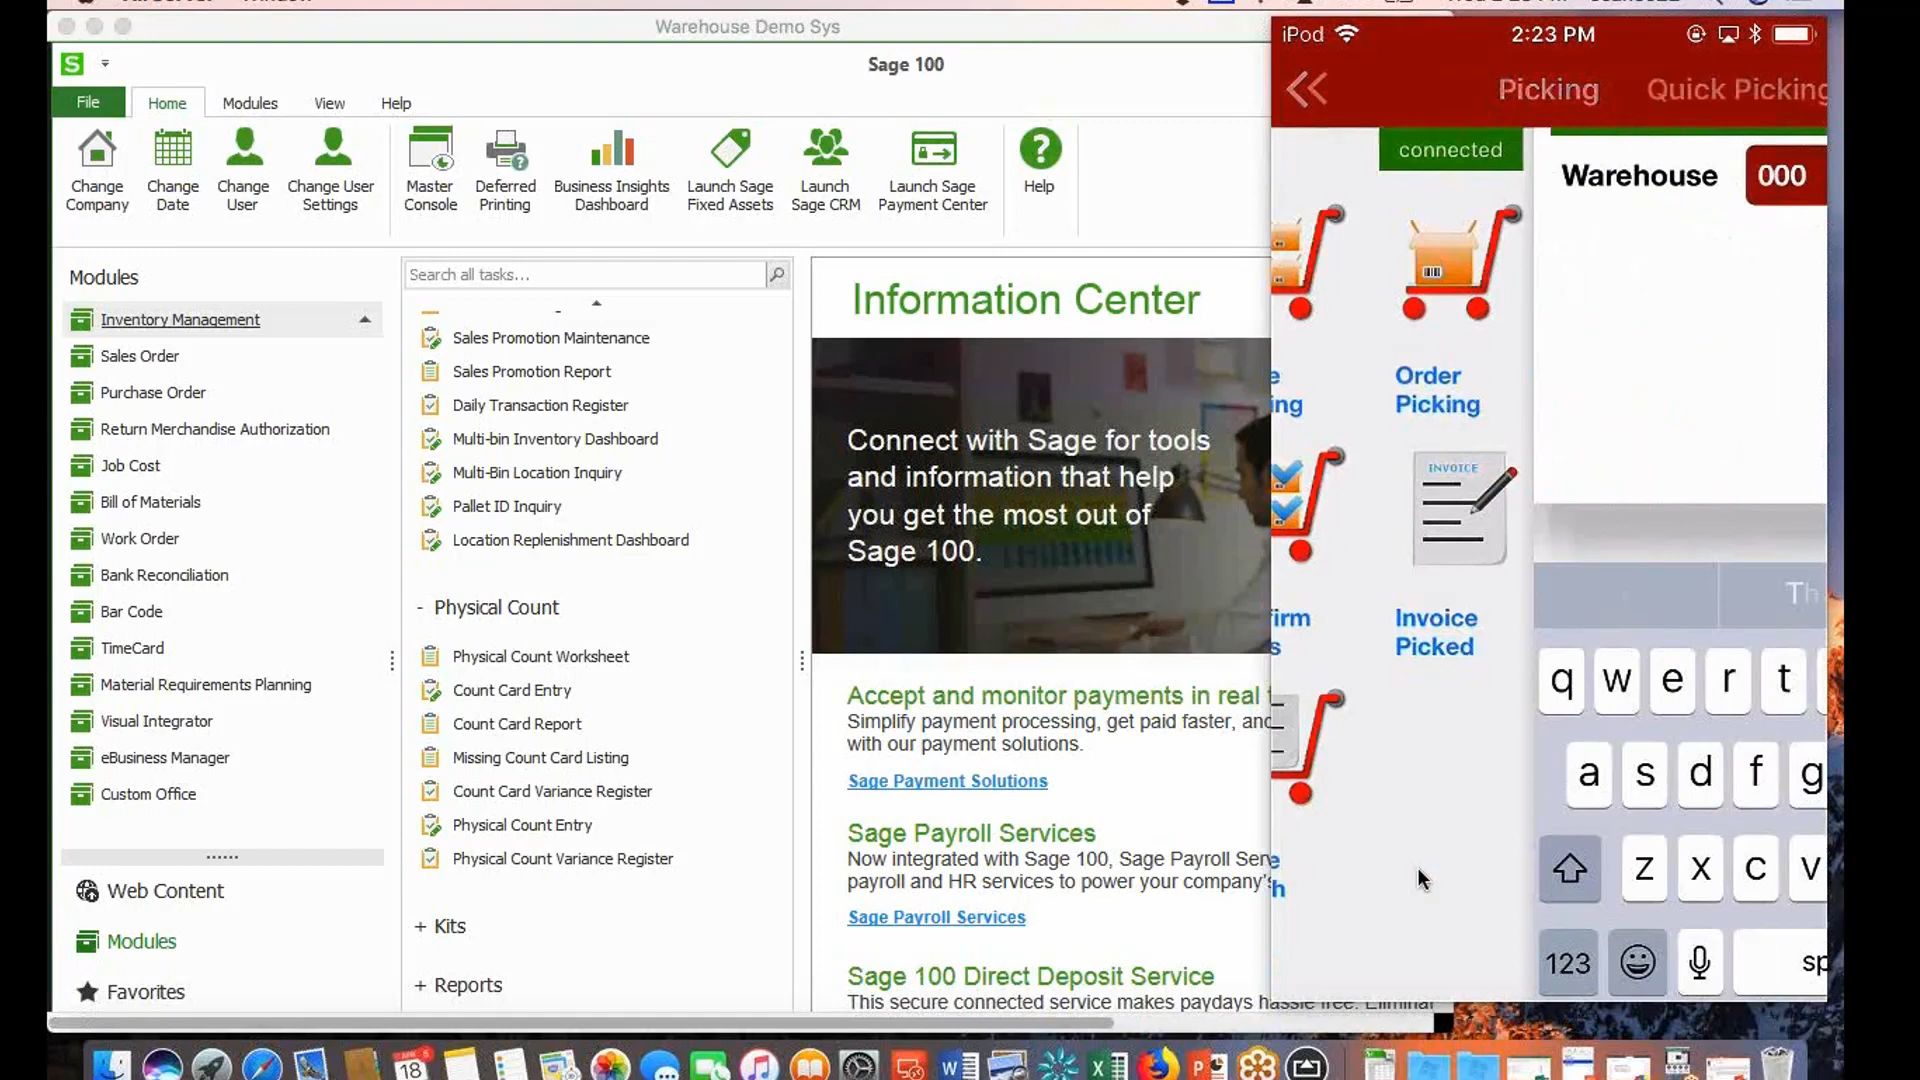 Warehouse Demo Sys
Sage 100
File
Home
Modules
View
Help
Change
Company
Change
Date
Change
User
Change User
Settings
Master
Console
Deferred
Printing
Business Insights
Dashboard
Launch Sage
Fixed Assets
Launch
Sage CRM
Launch Sage
Payment Center
Help
Modules
Inventory Management
Sales Order
Purchase Order
Return Merchandise Authorization
Job Cost
Bill of Materials
Work Order
Bank Reconciliation
Bar Code
TimeCard
Material Requirements Planning
Visual Integrator
eBusiness Manager
Custom Office
Web Content
Modules
Favorites
Search all tasks...
Sales Promotion Maintenance
Sales Promotion Report
Daily Transaction Register
Multi-bin Inventory Dashboard
Multi-Bin Location Inquiry
Pallet ID Inquiry
Location Replenishment Dashboard
- Physical Count
Physical Count Worksheet
Count Card Entry
Count Card Report
Missing Count Card Listing
Count Card Variance Register
Physical Count Entry
Physical Count Variance Register
+ Kits
+ Reports
Information Center
Connect with Sage for tools
and information that help
you get the most out of
Sage 100.
Accept and monitor payments in real
Simplify payment processing, get paid faster, and
with our payment solutions.
Sage Payment Solutions
Sage Payroll Services
Now integrated with Sage 100, Sage Payroll Ser
payroll and HR services to power your company's
Sage Payroll Services
Sage 100 Direct Deposit Service
This secure connected service makes paydays hassle free.
iPod
2:23 PM
Picking
Quick Picking
connected
Warehouse
000
Order
Picking
ing
INVOICE
Invoice
Picked
irm
s
q w e r t
a s d f g
z x c v
123
sp
18